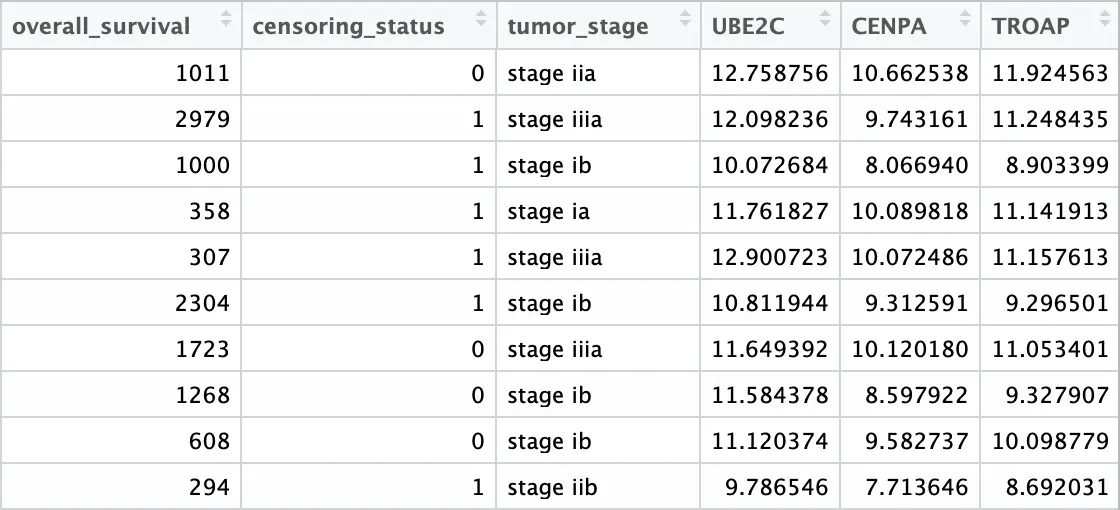 overall_survival censoring_status tumor_stage UBE2C CENPA TROAP
1011 0 stage iia 12.758756 10.662538 11.924563
2979 1 stage iiia 12.098236 9.743161 11.248435
1000 1 stage ib 10.072684 8.066940 8.903399
358 1 stage ia 11.761827 10.089818 11.141913
307 1 stage iiia 12.900723 10.072486 11.157613
2304 1 stage ib 10.811944 9.312591 9.296501
1723 0 stage iiia 11.649392 10.120180 11.053401
1268 0 stage ib 11.584378 8.597922 9.327907
608 0 stage ib 11.120374 9.582737 10.098779
294 1 stage iib 9.786546 7.713646 8.692031